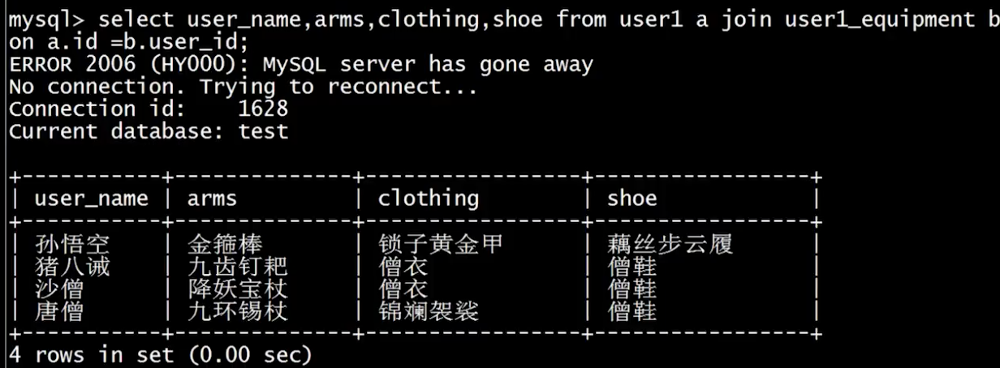 mysql> select user_name,arms,clothing,shoe from user1 a join user1_equipment b
on a.id =b.user_id;
ERROR 2006 (HY000): MySQL server has gone away
No connection. Trying to reconnect...
Connection id:    1628
Current database: test
+-----------+--------------+-----------------+-----------------+
| user_name | arms         | clothing        | shoe            |
+-----------+--------------+-----------------+-----------------+
| 孙悟空 | 金箍棒 | 锁子黄金甲 | 藕丝步云履 |
| 猪八诫 | 九齿钉耙 | 僧衣 | 僧鞋 |
| 沙僧 | 降妖宝杖 | 僧衣 | 僧鞋 |
| 唐僧 | 九环锡杖 | 锦斓袈裟 | 僧鞋 |
+-----------+--------------+-----------------+-----------------+
4 rows in set (0.00 sec)